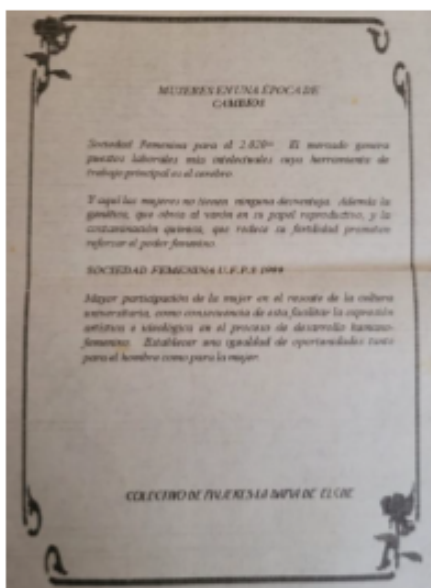 MUJERES EN UNA ÉPOCA DE
CAMBIOS
Sociedad Femenina para el 2.020 El mercado genera
puestos laborales más intelectuales cuya herramienta de
trabajo principal es el cerebro.
Y aquí las mujeres no tienen ninguna desventaja. Además la
genética, que obvia al varón en su papel reproductivo, y la
contaminación química, que reduce su fertilidad prometen
reforzar el poder femenino.
SOCIEDAD FEMENINA 1999
Mayor participación de la mujer en el rescate de la cultura
universitaria, como consecuencia de esta facilitar la expresión
artística e ideológica en el proceso de desarrollo humano-
femenino. Establecer una igualdad de oportunidades tanto
para el hombre como para la mujer.
COLECTIVO DE MUJERES LA DAMA DE ELCHE